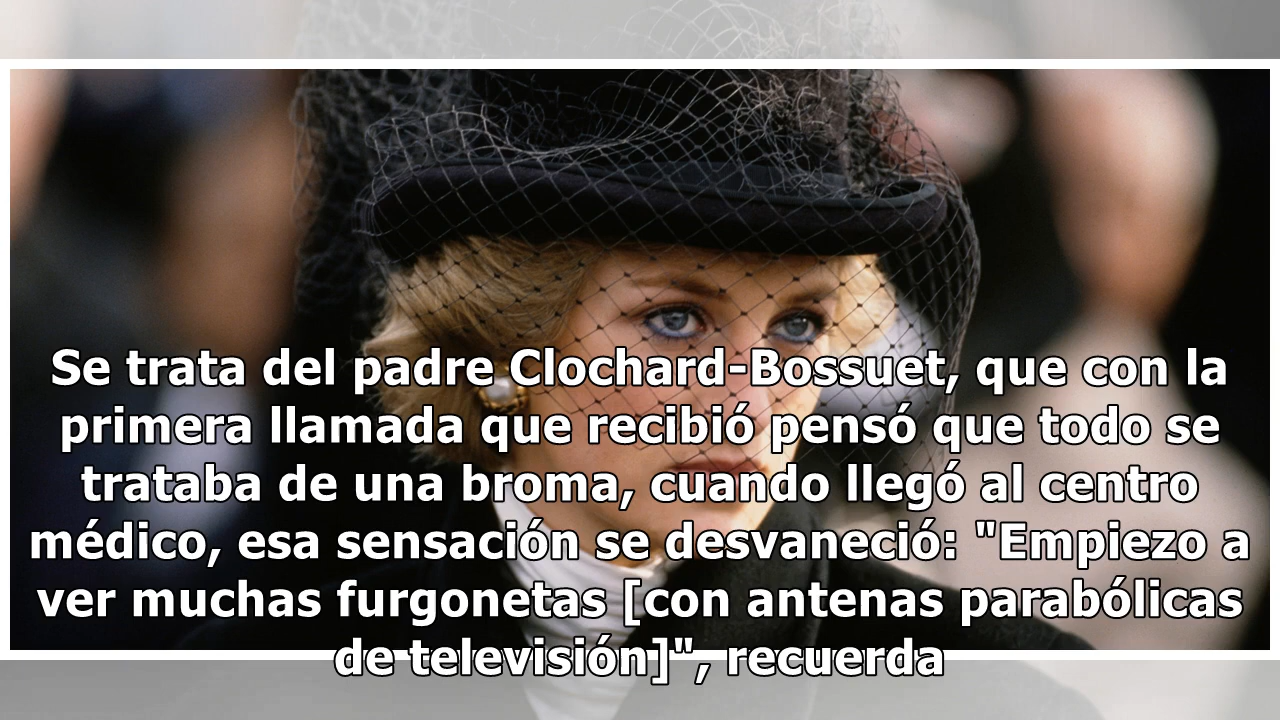 Se trata del padre Clochard-Bossuet, que con la
primera llamada que recibió pensó que todo se
trataba de una broma, cuando llegó al centro
médico, esa sensación se desvaneció: "Empiezo a
ver muchas furgonetas [con antenas parabólicas
de televisión]", recuerda